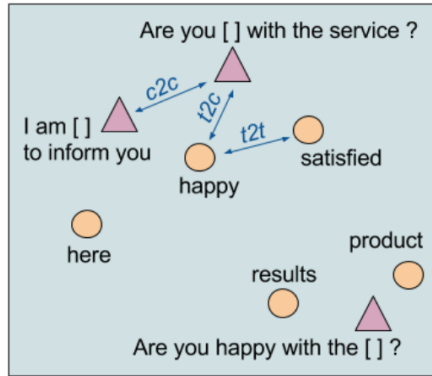 Are you [ ] with the service ?
c2c
t2c
I am [ ]
to inform you
t2t
satisfied
happy
here
product
results
Are you happy with the [ ] ?